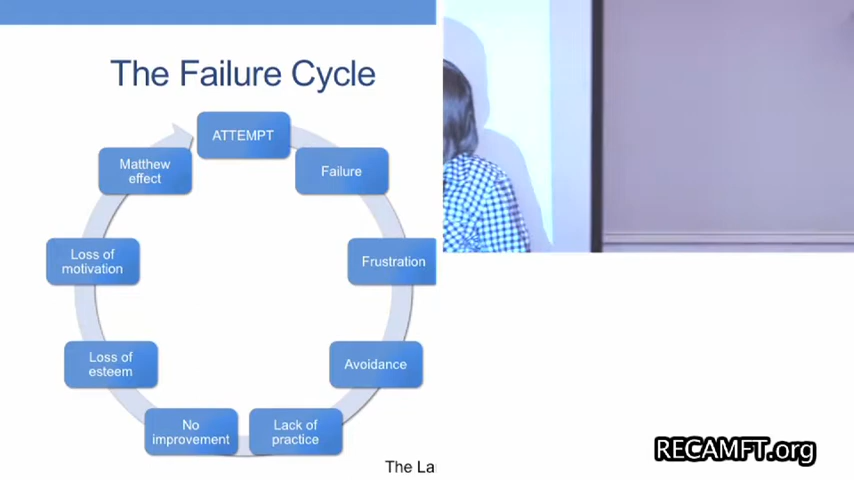 The Failure Cycle
ATTEMPT
Failure
Frustration
Avoidance
Lack of
practice
No
improvement
Loss of
esteem
Loss of
motivation
Matthew
effect
The
RECAMFT.org